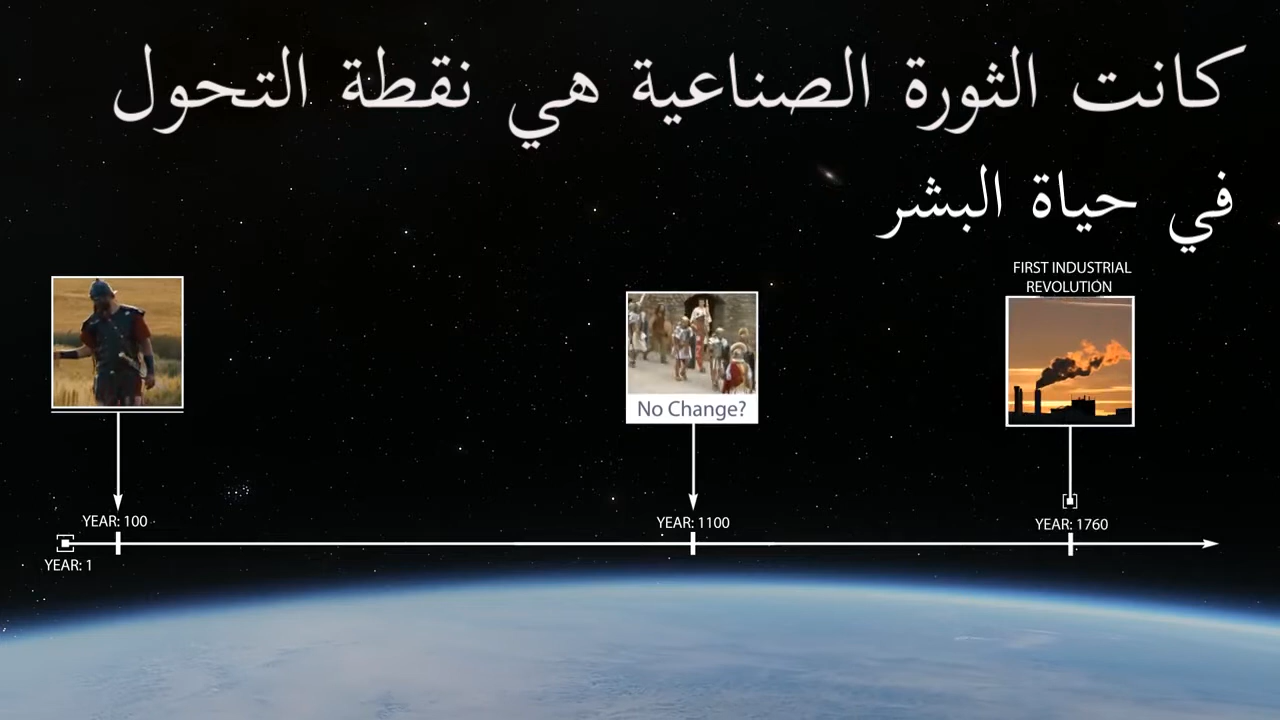 كانت الثورة الصناعية هي نقطة التحول
في حياة البشر
FIRST INDUSTRIAL
REVOLUTION
No Change?
YEAR: 100
YEAR: 1100
YEAR: 1760
YEAR: 1